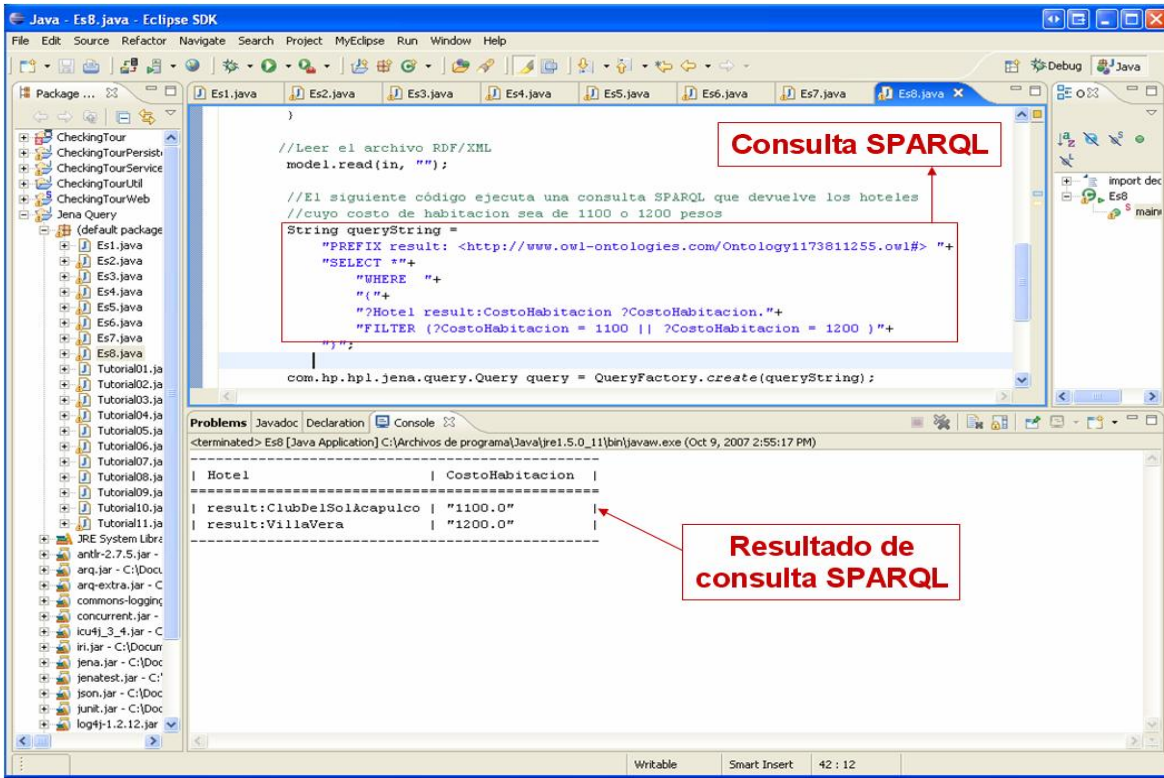 Java - Es8.java - Eclipse SDK
File Edit Source Refactor Navigate Search Project MyEclipse Run Window Help
Debug Java
Package ...
CheckingTour
CheckingTourPersist
CheckingTourService
CheckingTourUtil
CheckingTourWeb
Jena Query
(default package
Es1.java
Es2.java
Es3.java
Es4.java
Es5.java
Es6.java
Es7.java
Es8.java
Tutorial01.ja
Tutorial02.ja
Tutorial03.ja
Tutorial04.ja
Tutorial05.ja
Tutorial06.ja
Tutorial07.ja
Tutorial08.ja
Tutorial09.ja
Tutorial10.ja
Tutorial11.ja
JRE System Libra
antlr-2.7.5.jar -
arq.jar - C:\Docu
arq-extra.jar - C
commons-logging
concurrent.jar -
icu4j_3_4.jar - C
iri.jar - C:\Docum
jena.jar - C:\Doc
jenatest.jar - C:\
json.jar - C:\Doc
junit.jar - C:\Doc
log4j-1.2.12.jar
Es1.java Es2.java Es3.java Es4.java Es5.java Es6.java Es7.java Es8.java
}
//Leer el archivo RDF/XML
model.read(in, "");
Consulta SPARQL
//El siguiente código ejecuta una consulta SPARQL que devuelve los hoteles
//cuyo costo de habitacion sea de 1100 o 1200 pesos
String queryString =
"PREFIX result: <http://www.owl-ontologies.com/Ontology1173811255.owl#> "+
"SELECT *"+
"WHERE "+
"{"+
"?Hotel result:CostoHabitacion ?CostoHabitacion."+
"FILTER (?CostoHabitacion = 1100 || ?CostoHabitacion = 1200 )"+
"}";
com.hp.hpl.jena.query.Query query = QueryFactory.create(queryString);
import dec
Es8
main(
Problems Javadoc Declaration Console
<terminated> Es8 [Java Application] C:\Archivos de programa\Java\jre1.5.0_11\bin\javaw.exe (Oct 9, 2007 2:55:17 PM)
| Hotel | CostoHabitacion |
| result:ClubDelSolAcapulco | "1100.0" |
| result:VillaVera | "1200.0" |
Resultado de
consulta SPARQL
Writable Smart Insert 42 : 12